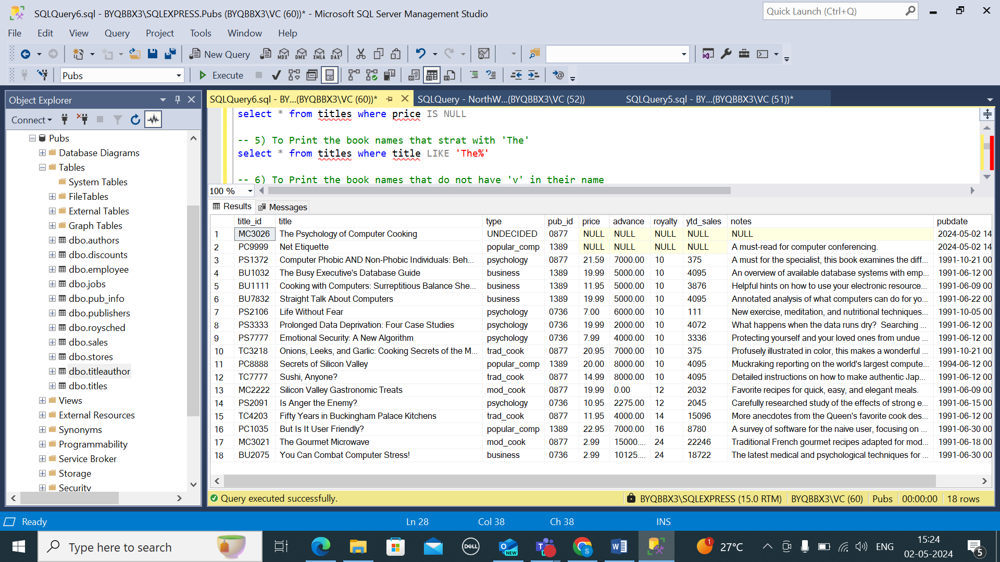 SQLQuery6.sql - BYQBBX3\SQLEXPRESS.Pubs (BYQBBX3\VC (60))* - Microsoft SQL Server Management Studio
Quick Launch (Ctrl+Q)
File Edit View Query Project Tools Window Help
New Query MDX DMX XMLA DAX
Pubs Execute
Object Explorer
Connect
Pubs
Database Diagrams
Tables
System Tables
FileTables
External Tables
Graph Tables
dbo.authors
dbo.discounts
dbo.employee
dbo.jobs
dbo.pub_info
dbo.publishers
dbo.roysched
dbo.sales
dbo.stores
dbo.titleauthor
dbo.titles
Views
External Resources
Synonyms
Programmability
Service Broker
Storage
Security
SQLQuery6.sql - BY...(BYQBBX3\VC (60))* SQLQuery - NorthW...(BYQBBX3\VC (52)) SQLQuery5.sql - BY...(BYQBBX3\VC (51))*
select * from titles where price IS NULL
-- 5) To Print the book names that strat with 'The'
select * from titles where title LIKE 'The%'
-- 6) To Print the book names that do not have 'v' in their name
100 %
Results Messages
title_id title type pub_id price advance royalty ytd_sales notes pubdate
1 MC3026 The Psychology of Computer Cooking UNDECIDED 0877 NULL NULL NULL NULL NULL 2024-05-02 14
2 PC9999 Net Etiquette popular_comp 1389 NULL NULL NULL NULL A must-read for computer conferencing. 2024-05-02 14
3 PS1372 Computer Phobic AND Non-Phobic Individuals: Beh... psychology 0877 21.59 7000.00 10 375 A must for the specialist, this book examines the diff... 1991-10-21 00
4 BU1032 The Busy Executive's Database Guide business 1389 19.99 5000.00 10 4095 An overview of available database systems with emp... 1991-06-12 00
5 BU1111 Cooking with Computers: Surreptitious Balance She... business 1389 11.95 5000.00 10 3876 Helpful hints on how to use your electronic resource... 1991-06-09 00
6 BU7832 Straight Talk About Computers business 1389 19.99 5000.00 10 4095 Annotated analysis of what computers can do for yo... 1991-06-22 00
7 PS2106 Life Without Fear psychology 0736 7.00 6000.00 10 111 New exercise, meditation, and nutritional techniques... 1991-10-05 00
8 PS3333 Prolonged Data Deprivation: Four Case Studies psychology 0736 19.99 2000.00 10 4072 What happens when the data runs dry?  Searching ... 1991-06-12 00
9 PS7777 Emotional Security: A New Algorithm psychology 0736 7.99 4000.00 10 3336 Protecting yourself and your loved ones from undue ... 1991-06-12 00
10 TC3218 Onions, Leeks, and Garlic: Cooking Secrets of the M... trad_cook 0877 20.95 7000.00 10 375 Profusely illustrated in color, this makes a wonderful ... 1991-10-21 00
11 PC8888 Secrets of Silicon Valley popular_comp 1389 20.00 8000.00 10 4095 Muckraking reporting on the world's largest compute... 1994-06-12 00
12 TC7777 Sushi, Anyone? trad_cook 0877 14.99 8000.00 10 4095 Detailed instructions on how to make authentic Jap... 1991-06-12 00
13 MC2222 Silicon Valley Gastronomic Treats mod_cook 0877 19.99 0.00 12 2032 Favorite recipes for quick, easy, and elegant meals. 1991-06-09 00
14 PS2091 Is Anger the Enemy? psychology 0736 10.95 2275.00 12 2045 Carefully researched study of the effects of strong e... 1991-06-15 00
15 TC4203 Fifty Years in Buckingham Palace Kitchens trad_cook 0877 11.95 4000.00 14 15096 More anecdotes from the Queen's favorite cook des... 1991-06-12 00
16 PC1035 But Is It User Friendly? popular_comp 1389 22.95 7000.00 16 8780 A survey of software for the naive user, focusing on ... 1991-06-30 00
17 MC3021 The Gourmet Microwave mod_cook 0877 2.99 15000.... 24 22246 Traditional French gourmet recipes adapted for mod... 1991-06-18 00
18 BU2075 You Can Combat Computer Stress! business 0736 2.99 10125.... 24 18722 The latest medical and psychological techniques for ... 1991-06-30 00
Query executed successfully. BYQBBX3\SQLEXPRESS (15.0 RTM) BYQBBX3\VC (60) Pubs 00:00:00 18 rows
Ready Ln 28 Col 38 Ch 38 INS
Type here to search DELL NEW S W 1 27°C ENG 15:24 5
02-05-2024